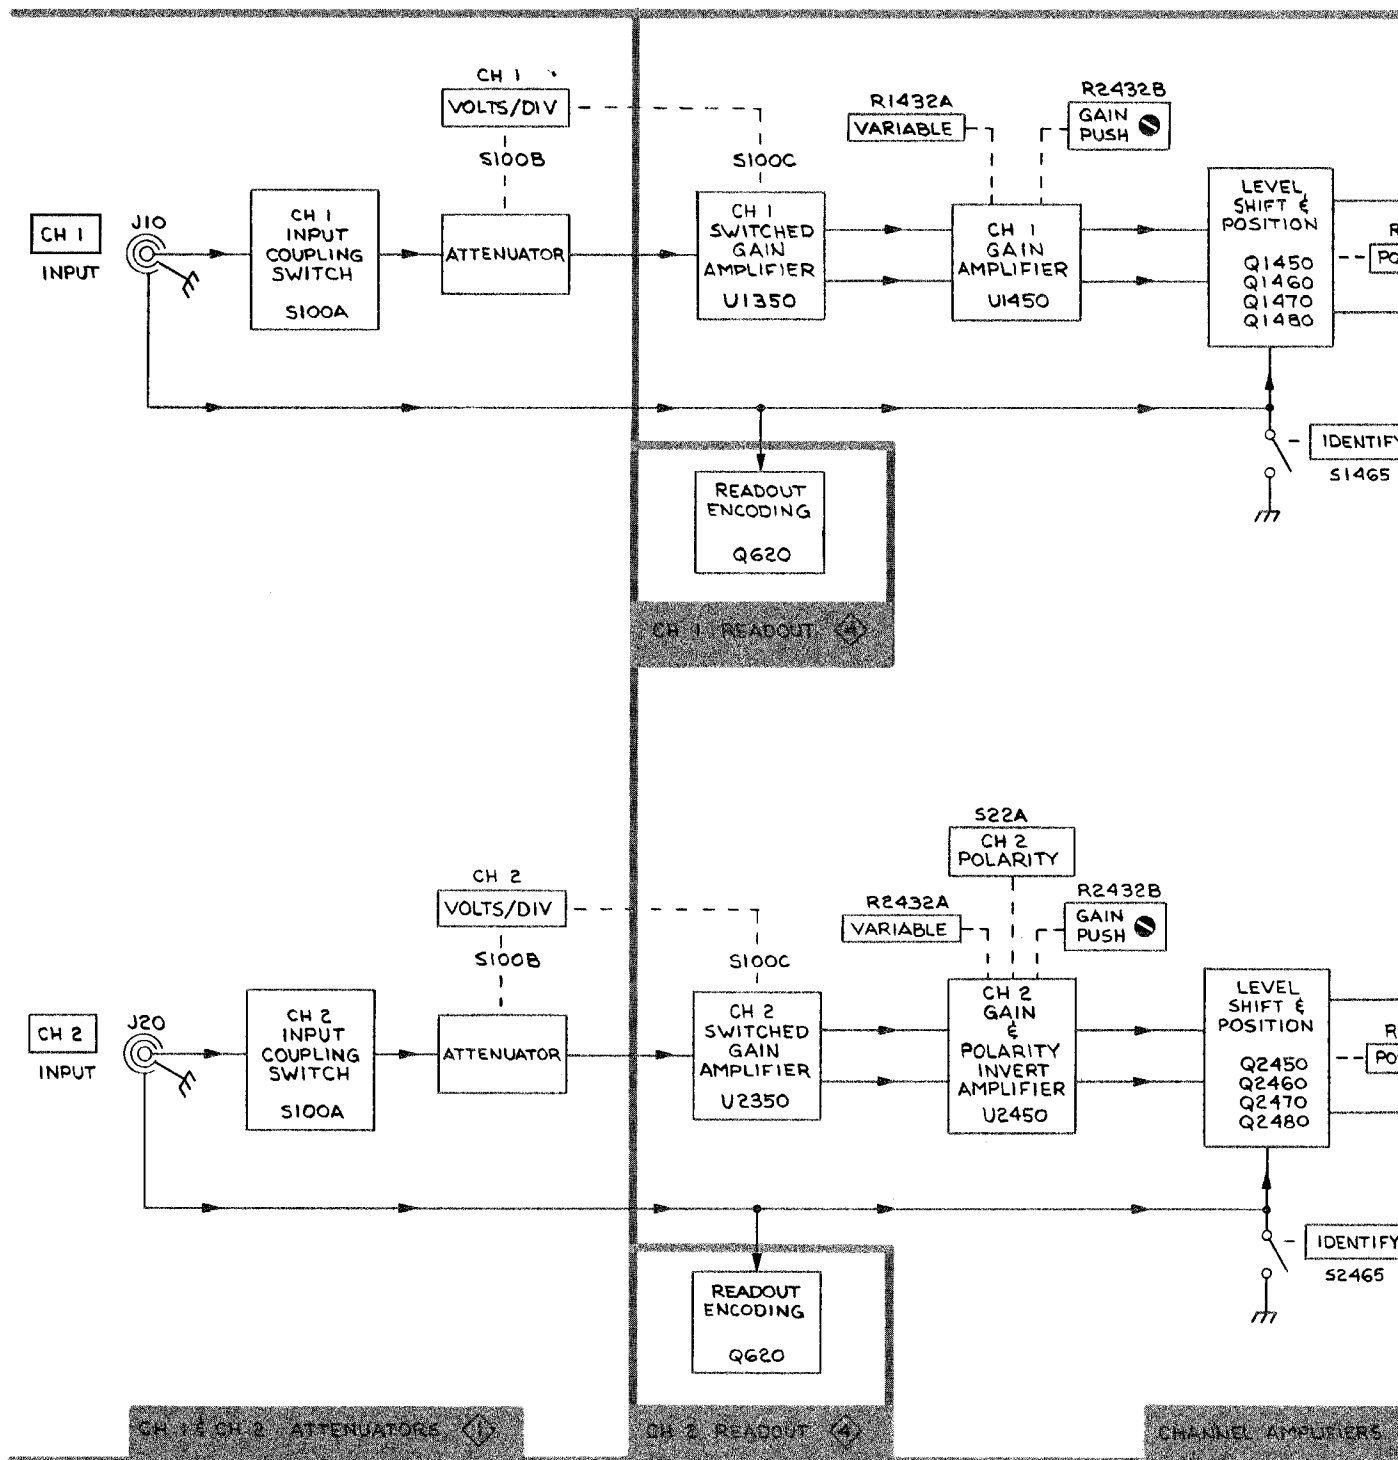 CH 1
VOLTS/DIV
S100B
S100C
R1432A
VARIABLE
R2432B
GAIN
PUSH
CH 1
INPUT
J10
CH 1
INPUT
COUPLING
SWITCH
S100A
ATTENUATOR
CH 1
SWITCHED
GAIN
AMPLIFIER
U1350
CH 1
GAIN
AMPLIFIER
U1450
LEVEL
SHIFT &
POSITION
Q1450
Q1460
Q1470
Q1480
R
PO
IDENTIFY
S1465
READOUT
ENCODING
Q620
CH 1 READOUT 4
S22A
CH 2
POLARITY
CH 2
VOLTS/DIV
S100B
S100C
R2432A
VARIABLE
R2432B
GAIN
PUSH
CH 2
INPUT
J20
CH 2
INPUT
COUPLING
SWITCH
S100A
ATTENUATOR
CH 2
SWITCHED
GAIN
AMPLIFIER
U2350
CH 2
GAIN
&
POLARITY
INVERT
AMPLIFIER
U2450
LEVEL
SHIFT &
POSITION
Q2450
Q2460
Q2470
Q2480
R
PO
IDENTIFY
S2465
READOUT
ENCODING
Q620
CH 1 & CH 2 ATTENUATORS 1
CH 2 READOUT 4
CHANNEL AMPLIFIERS